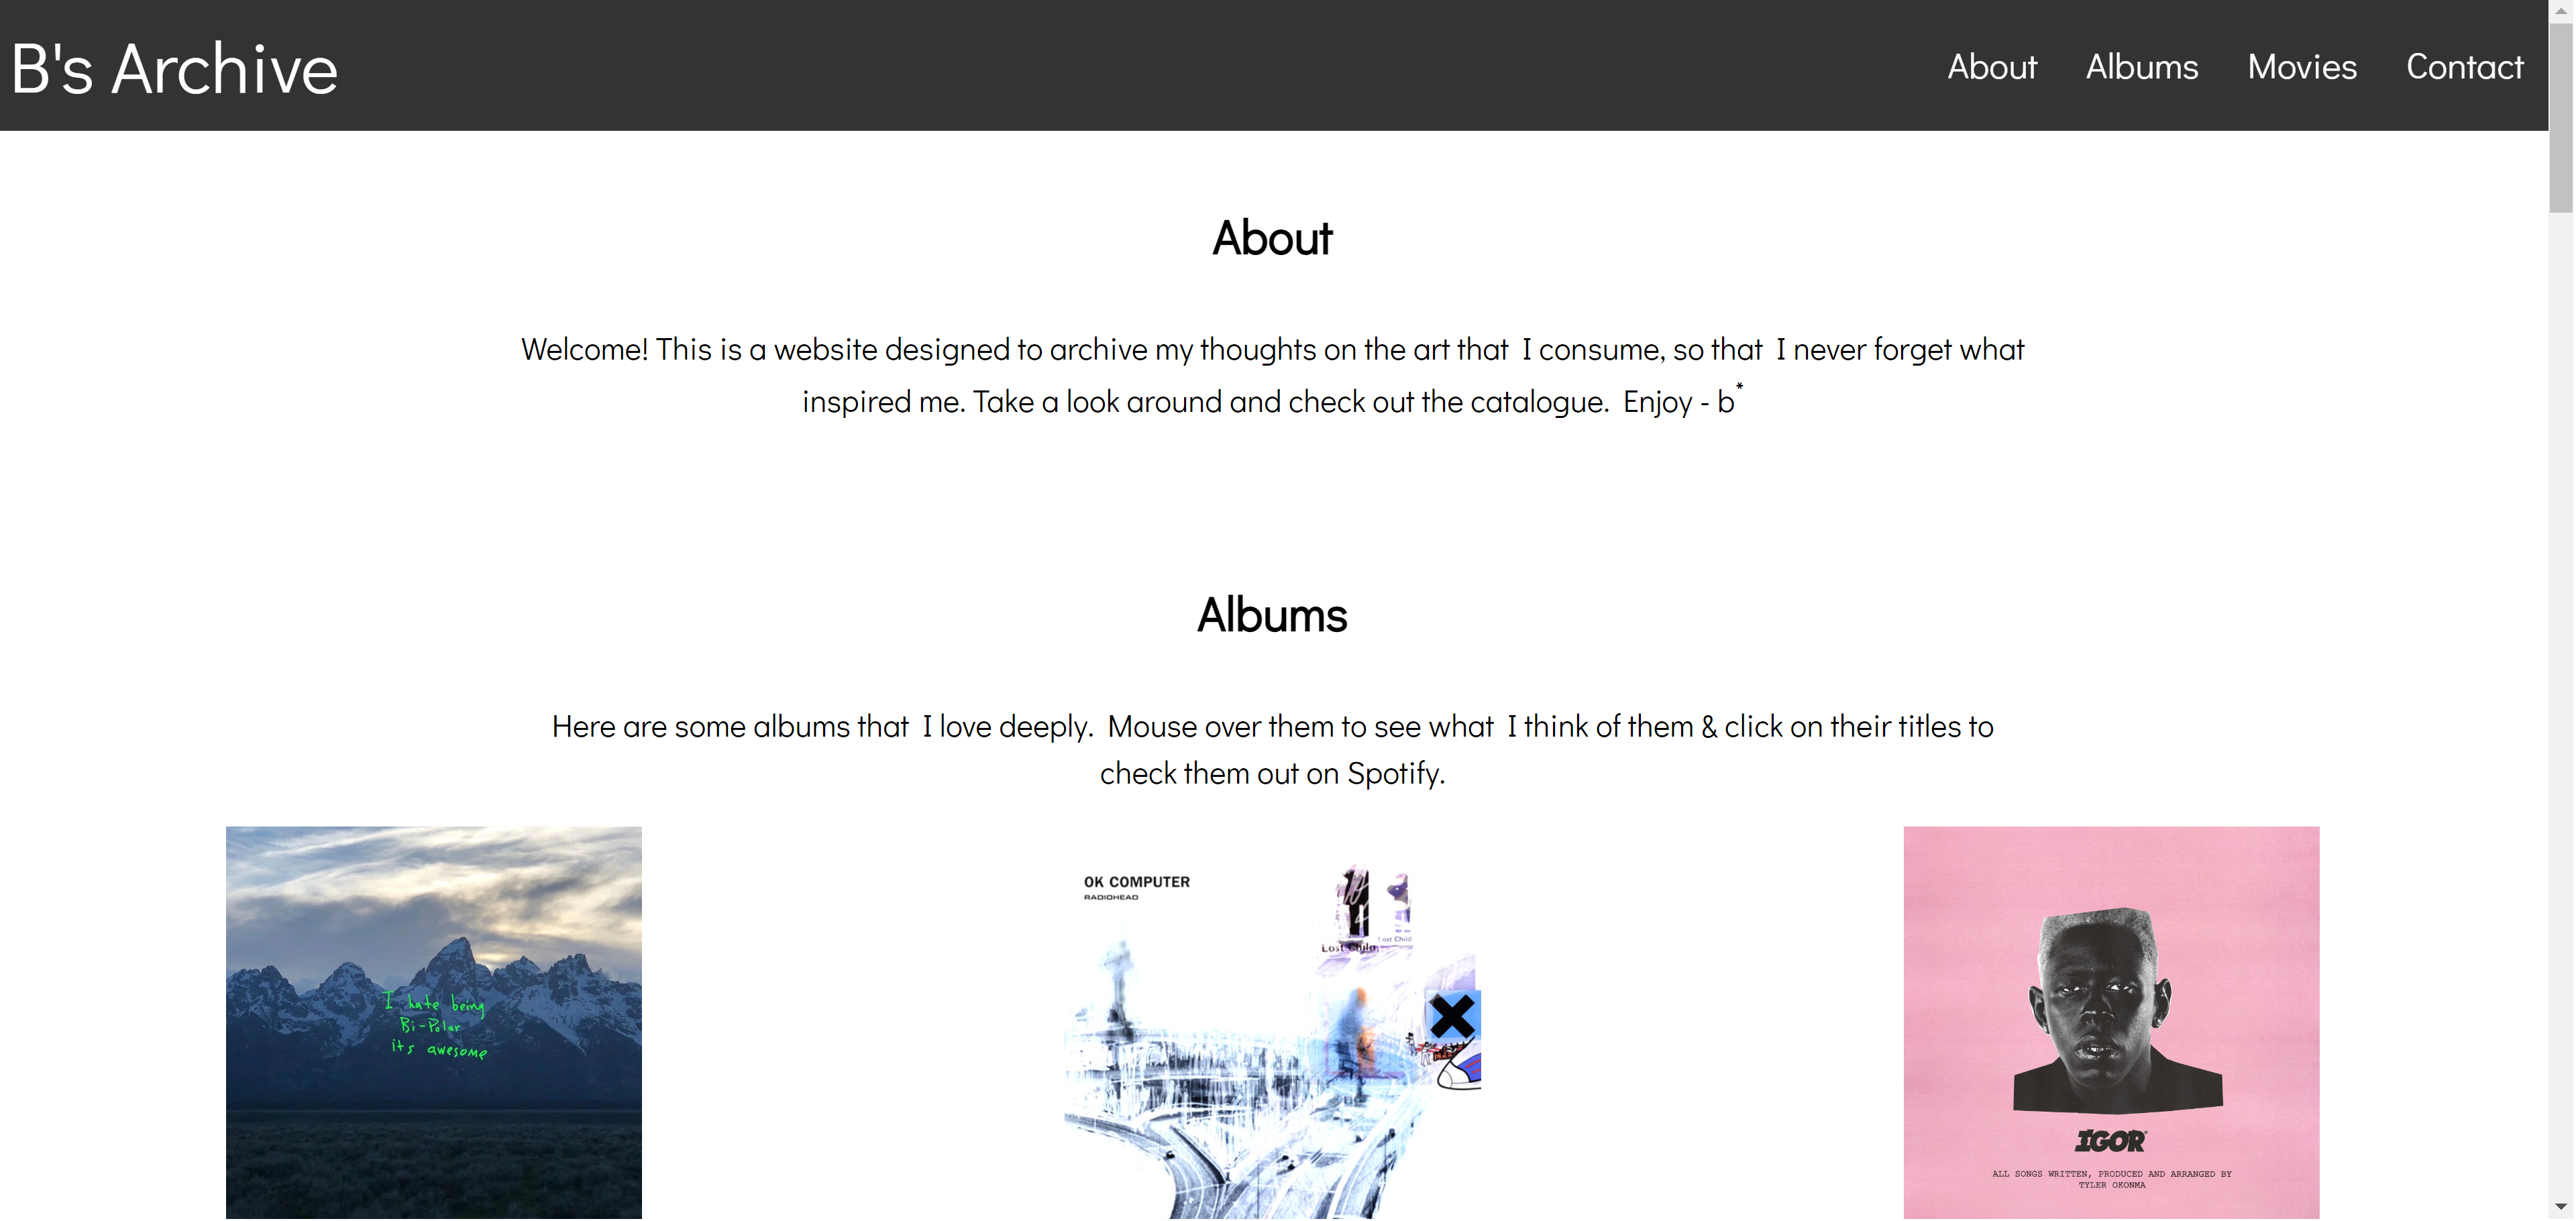 B's Archive
About Albums Movies Contact
About
Welcome! This is a website designed to archive my thoughts on the art that I consume, so that I never forget what
inspired me. Take a look around and check out the catalogue. Enjoy - b*
Albums
Here are some albums that I love deeply. Mouse over them to see what I think of them & click on their titles to
check them out on Spotify.
I hate being
Bi-Polar
its awesome
OK COMPUTER
RADIOHEAD
Lost Child
Lost Child
IGOR
ALL SONGS WRITTEN, PRODUCED AND ARRANGED BY
TYLER OKONMA